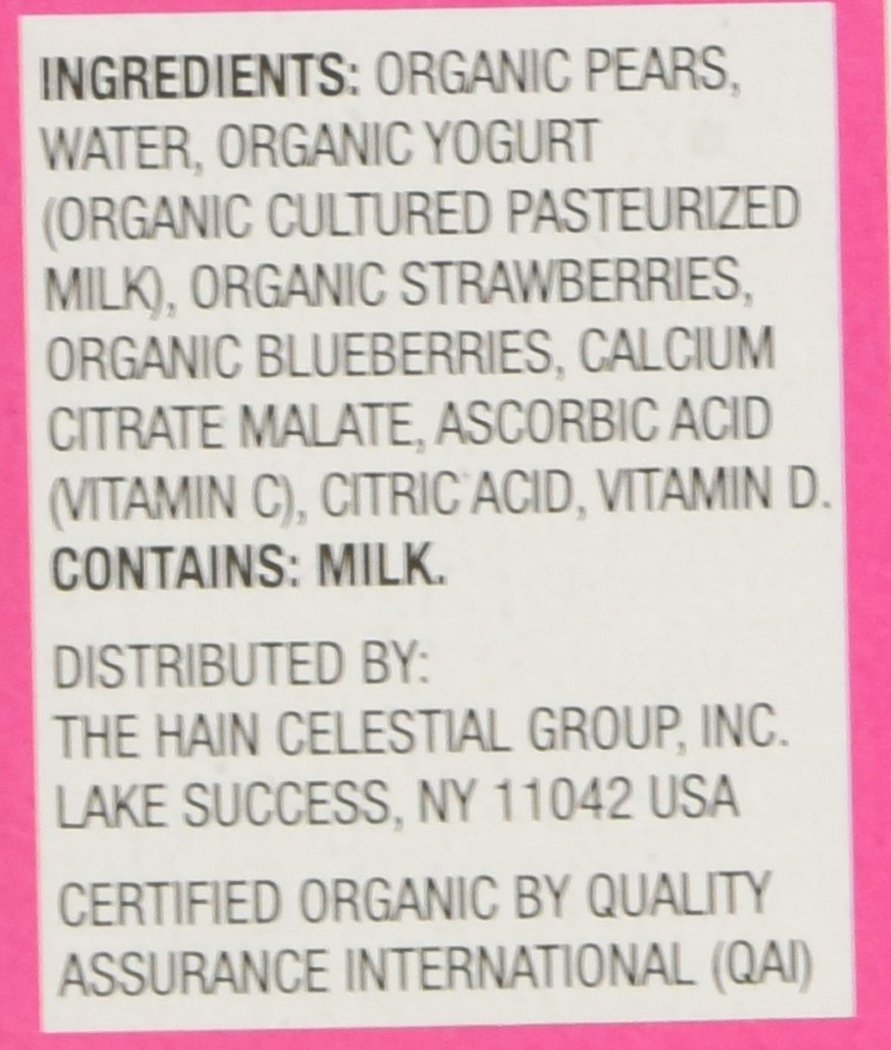 INGREDIENTS: ORGANIC PEARS,
WATER, ORGANIC YOGURT
(ORGANIC CULTURED PASTEURIZED
MILK), ORGANIC STRAWBERRIES,
ORGANIC BLUEBERRIES, CALCIUM
CITRATE MALATE, ASCORBIC ACID
(VITAMIN C), CITRIC ACID, VITAMIN D.
CONTAINS: MILK.
DISTRIBUTED BY:
THE HAIN CELESTIAL GROUP, INC.
LAKE SUCCESS, NY 11042 USA
CERTIFIED ORGANIC BY QUALITY
ASSURANCE INTERNATIONAL (QAI)